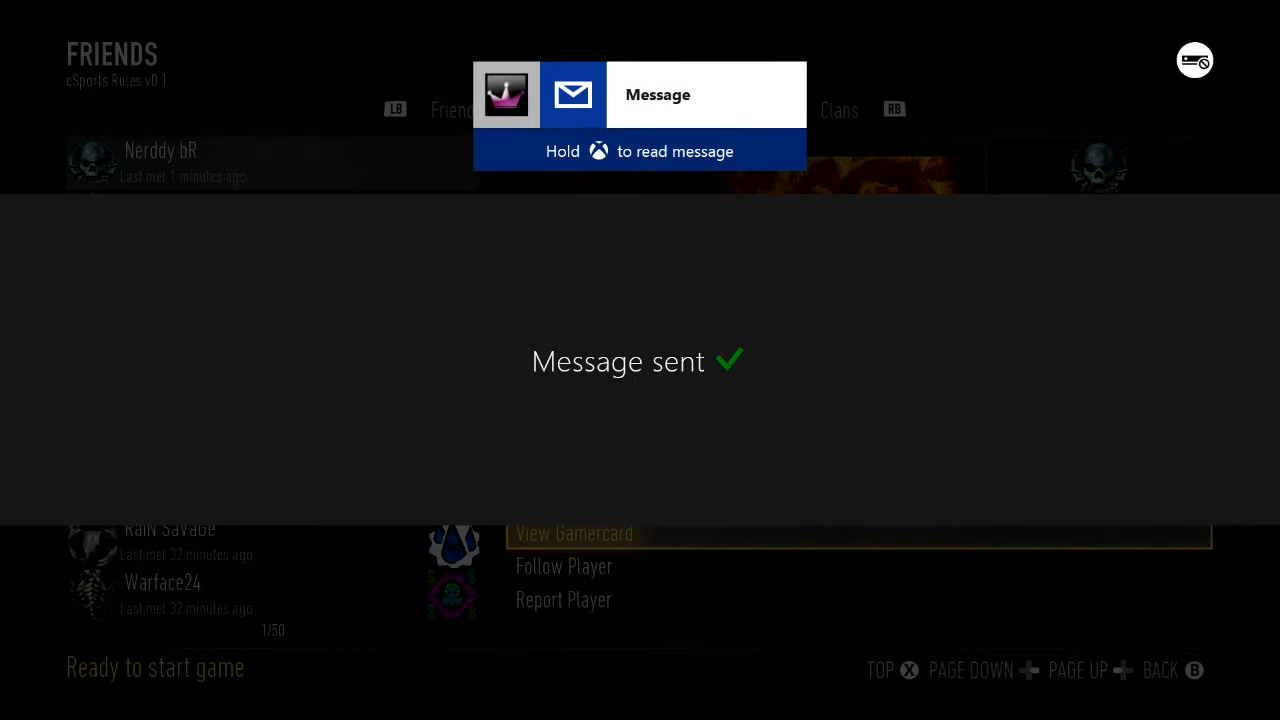 FRIENDS
eSports Rules v0.1
LB Friend Clans RB
Message
Hold to read message
Nerddy bR
Last met 1 minutes ago
Message sent
RaiN Savage
Last met 32 minutes ago
Warface24
Last met 32 minutes ago
1/50
View Gamercard
Follow Player
Report Player
Ready to start game
TOP X PAGE DOWN PAGE UP BACK B